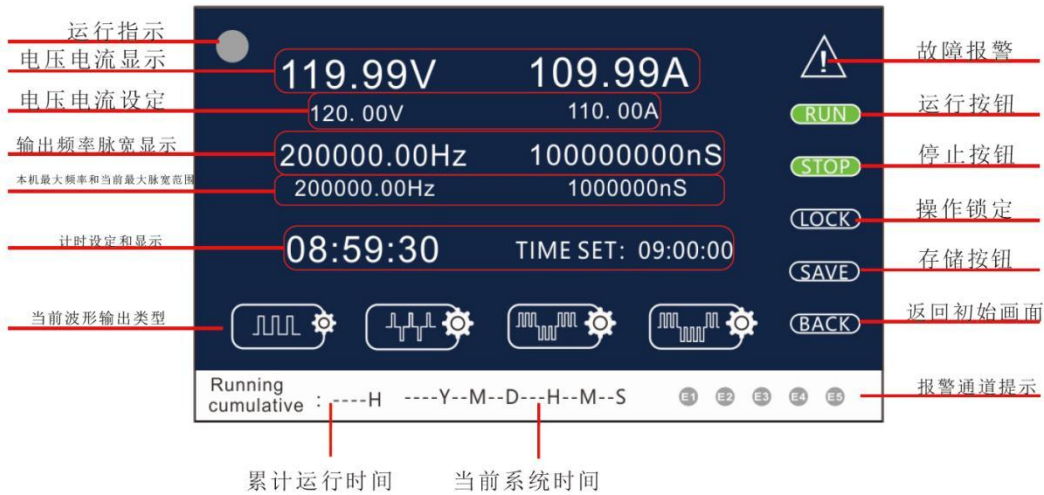 运行指示
电压电流显示
电压电流设定
输出频率脉宽显示
本机最大频率和当前最大脉宽范围
计时设定和显示
当前波形输出类型
119.99V 109.99A
120.00V 110.00A
200000.00Hz 100000000nS
200000.00Hz 1000000nS
08:59:30 TIME SET: 09:00:00
RUN
STOP
LOCK
SAVE
BACK
故障报警
运行按钮
停止按钮
操作锁定
存储按钮
返回初始画面
报警通道提示
Running
cumulative : ----H ----Y--M--D---H--M--S E1 E2 E3 E4 E5
累计运行时间 当前系统时间